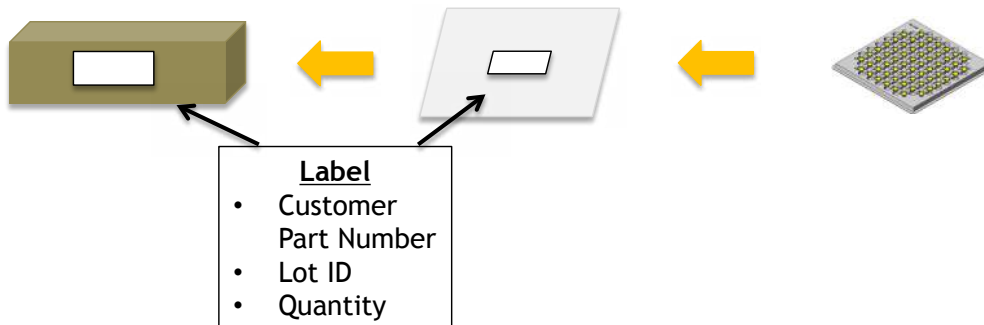 Label
• Customer
Part Number
• Lot ID
• Quantity